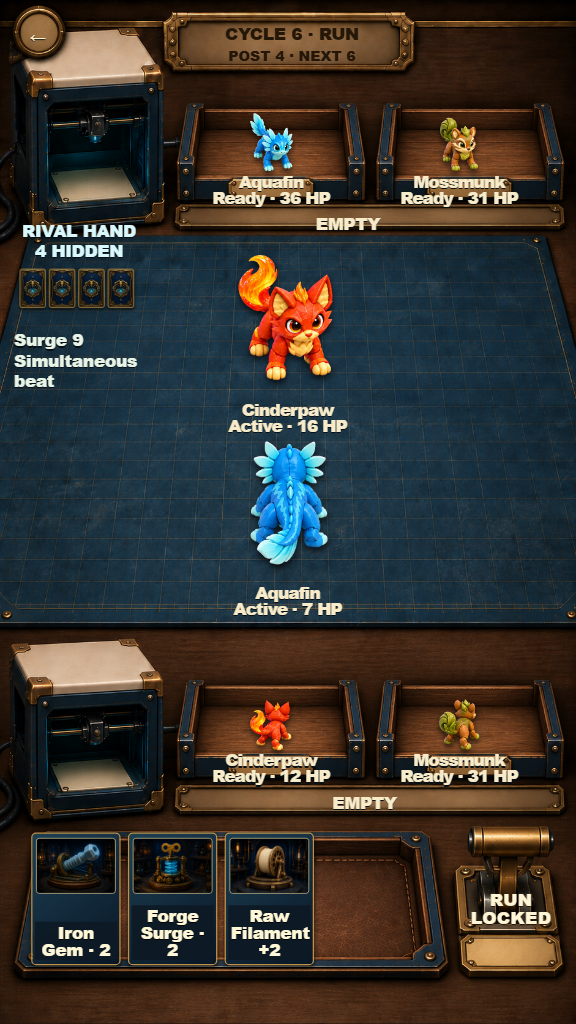 ←
CYCLE 6 · RUN
POST 4 · NEXT 6
Aquafin
Ready · 36 HP
Mossmunk
Ready · 31 HP
EMPTY
RIVAL HAND
4 HIDDEN
Surge 9
Simultaneous
beat
Cinderpaw
Active · 16 HP
Aquafin
Active · 7 HP
Cinderpaw
Ready · 12 HP
Mossmunk
Ready · 31 HP
EMPTY
Iron
Gem · 2
Forge
Surge ·
2
Raw
Filament
+2
RUN
LOCKED